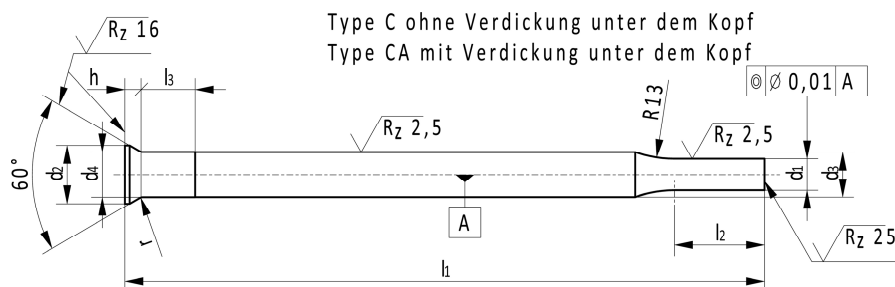 Type C ohne Verdickung unter dem Kopf
Type CA mit Verdickung unter dem Kopf
Rz 16
h
l3
◎ ⌀ 0,01 A
R13
Rz 2,5
Rz 2,5
60°
d2
d4
d1
d3
A
r
l2
Rz 25
l1